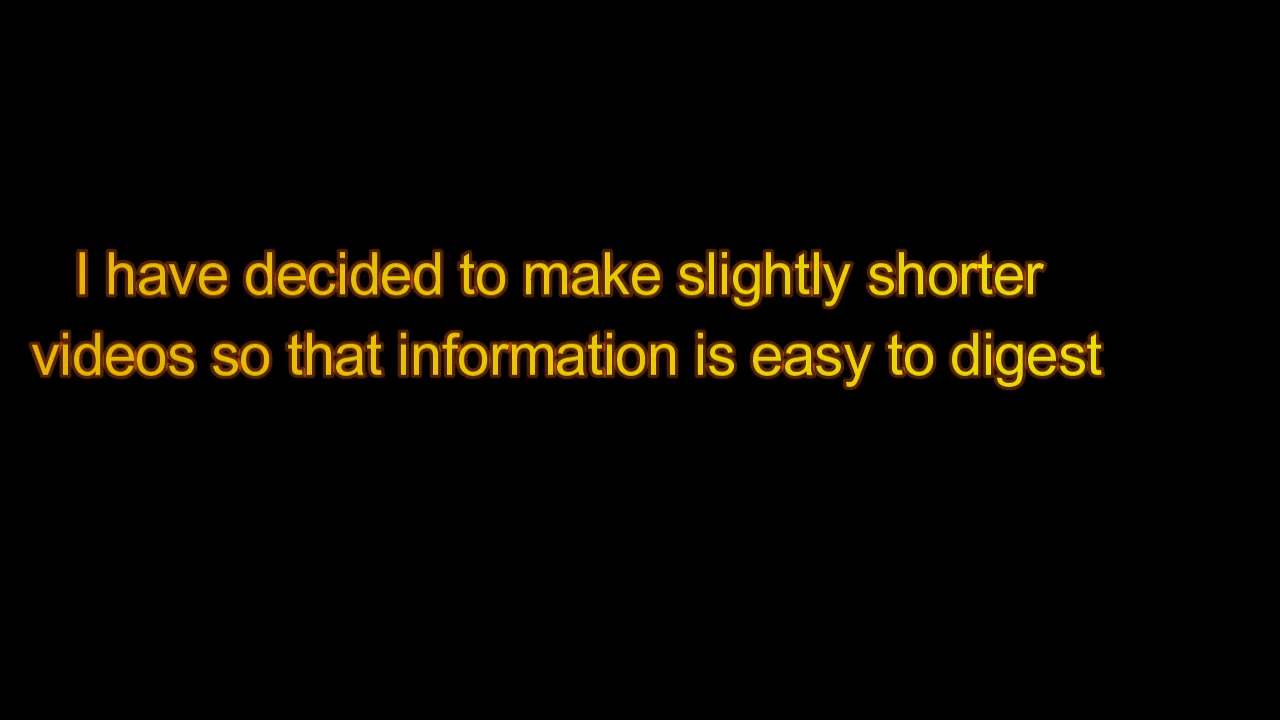 I have decided to make slightly shorter
videos so that information is easy to digest